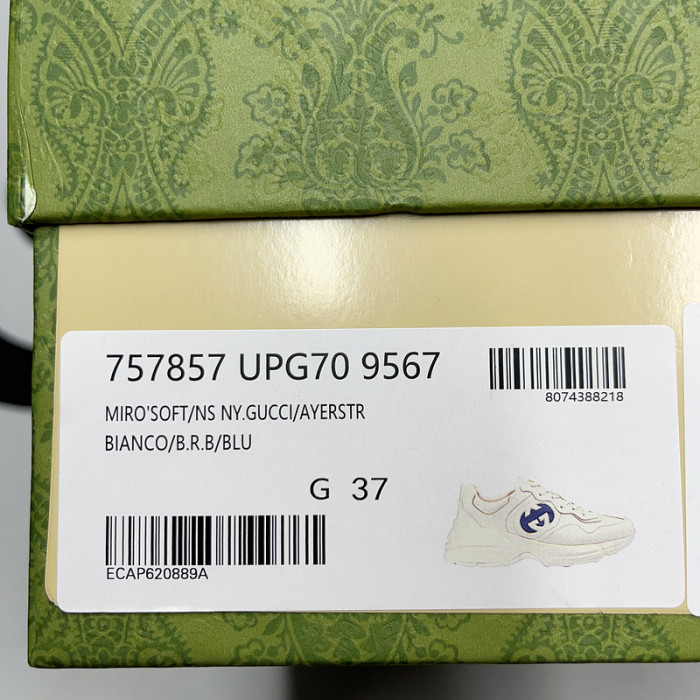 757857 UPG70 9567
8074388218
MIRO'SOFT/NS NY.GUCCI/AYERSTR
BIANCO/B.R.B/BLU
G 37
ECAP620889A